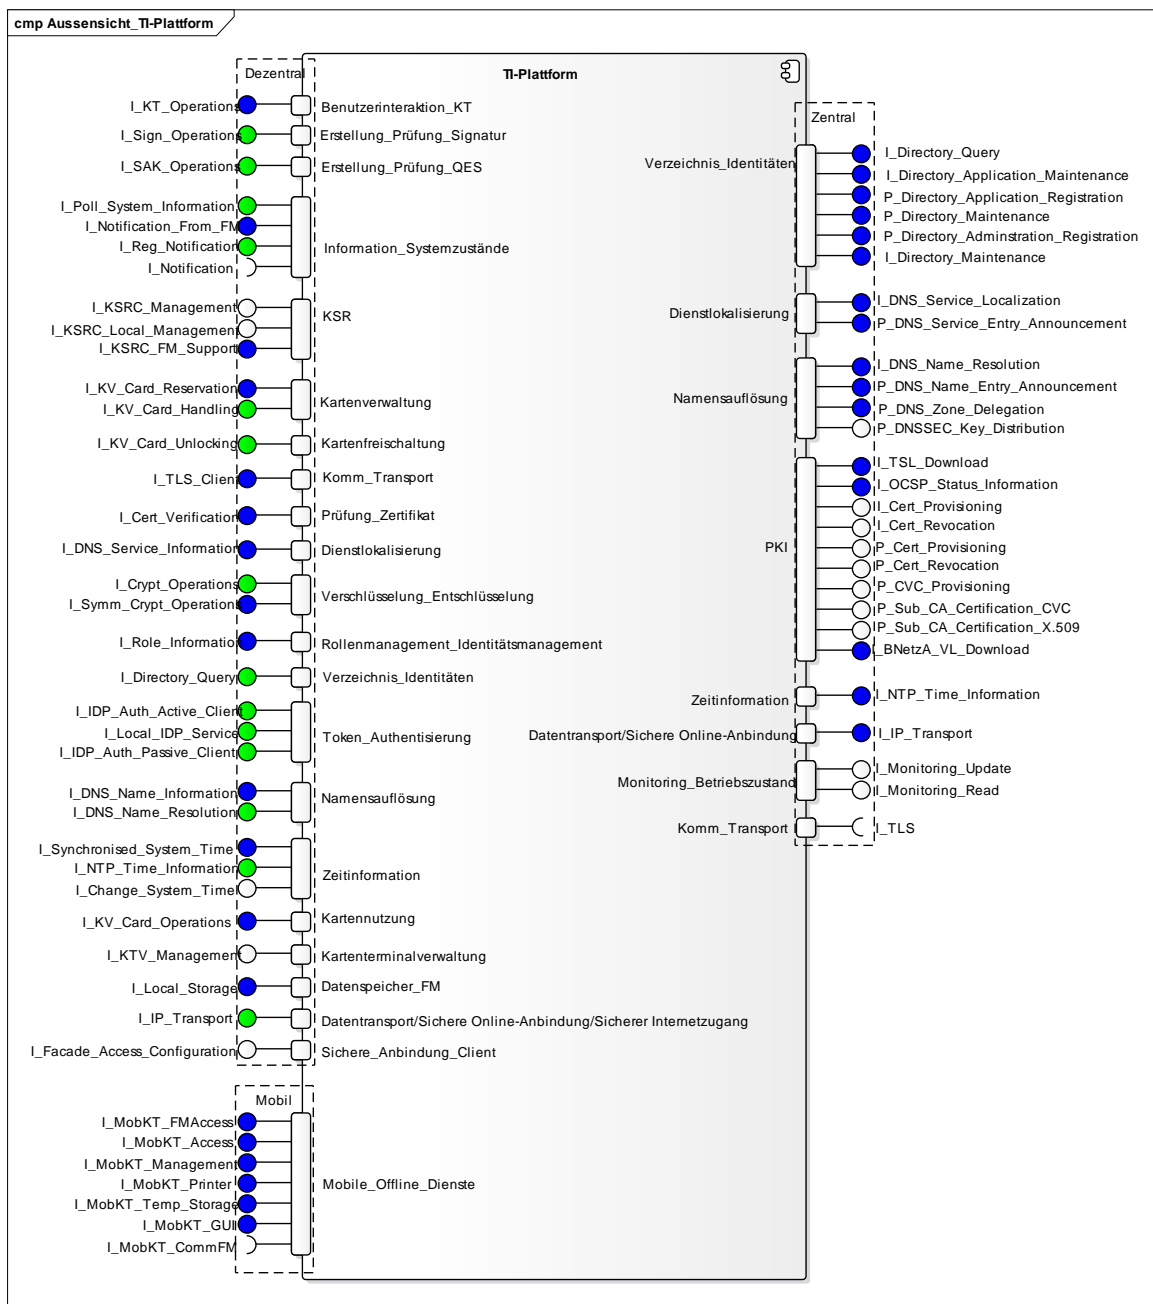 cmp Aussensicht_TI-Plattform
TI-Plattform
Dezentral
I_KT_Operations
Benutzerinteraktion_KT
I_Sign_Operations
Erstellung_Prüfung_Signatur
I_SAK_Operations
Erstellung_Prüfung_QES
I_Poll_System_Information
I_Notification_From_FM
I_Reg_Notification
I_Notification
Information_Systemzustände
I_KSRC_Management
I_KSRC_Local_Management
I_KSRC_FM_Support
KSR
I_KV_Card_Reservation
I_KV_Card_Handling
Kartenverwaltung
I_KV_Card_Unlocking
Kartenfreischaltung
I_TLS_Client
Komm_Transport
I_Cert_Verification
Prüfung_Zertifikat
I_DNS_Service_Information
Dienstlokalisierung
I_Crypt_Operations
I_Symm_Crypt_Operations
Verschlüsselung_Entschlüsselung
I_Role_Information
Rollenmanagement_Identitätsmanagement
I_Directory_Query
Verzeichnis_Identitäten
I_IDP_Auth_Active_Client
I_Local_IDP_Service
I_IDP_Auth_Passive_Client
Token_Authentisierung
I_DNS_Name_Information
I_DNS_Name_Resolution
Namensauflösung
I_Synchronised_System_Time
I_NTP_Time_Information
I_Change_System_Time
Zeitinformation
I_KV_Card_Operations
Kartennutzung
I_KTV_Management
Kartenterminalverwaltung
I_Local_Storage
Datenspeicher_FM
I_IP_Transport
Datentransport/Sichere Online-Anbindung/Sicherer Internetzugang
I_Facade_Access_Configuration
Sichere_Anbindung_Client
Mobil
I_MobKT_FMAccess
I_MobKT_Access
I_MobKT_Management
I_MobKT_Printer
I_MobKT_Temp_Storage
I_MobKT_GUI
I_MobKT_CommFM
Mobile_Offline_Dienste
Zentral
Verzeichnis_Identitäten
I_Directory_Query
I_Directory_Application_Maintenance
P_Directory_Application_Registration
P_Directory_Maintenance
P_Directory_Adminstration_Registration
I_Directory_Maintenance
Dienstlokalisierung
I_DNS_Service_Localization
P_DNS_Service_Entry_Announcement
Namensauflösung
I_DNS_Name_Resolution
P_DNS_Name_Entry_Announcement
P_DNS_Zone_Delegation
P_DNSSEC_Key_Distribution
PKI
I_TSL_Download
I_OCSP_Status_Information
I_Cert_Provisioning
I_Cert_Revocation
P_Cert_Provisioning
P_Cert_Revocation
P_CVC_Provisioning
P_Sub_CA_Certification_CVC
P_Sub_CA_Certification_X.509
I_BNetzA_VL_Download
Zeitinformation
I_NTP_Time_Information
Datentransport/Sichere Online-Anbindung
I_IP_Transport
Monitoring_Betriebszustand
I_Monitoring_Update
I_Monitoring_Read
Komm_Transport
I_TLS